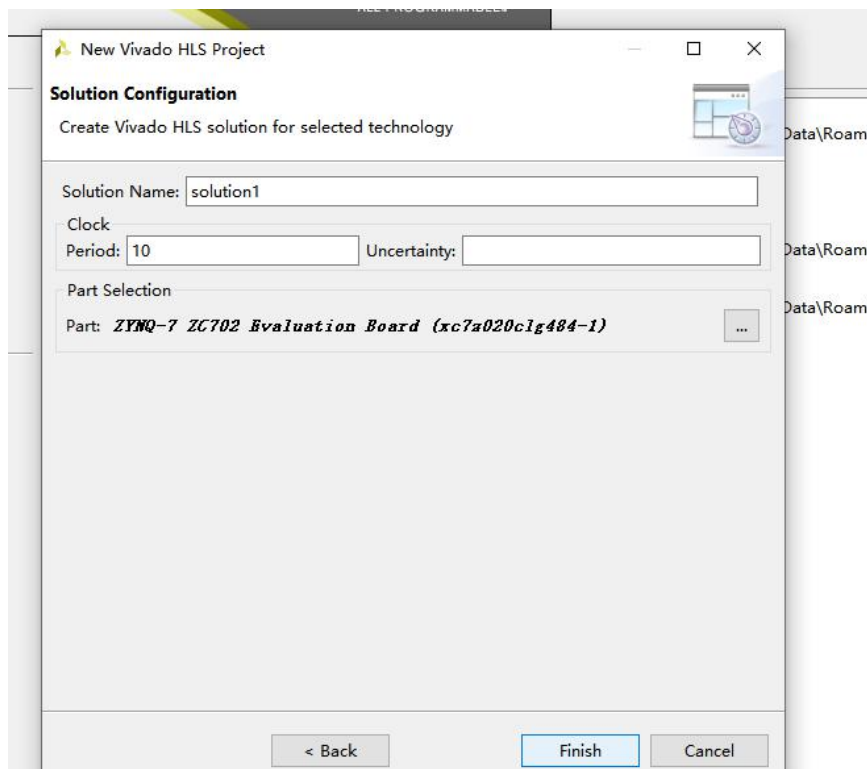 ALL PROGRAMMABLE
New Vivado HLS Project
Solution Configuration
Create Vivado HLS solution for selected technology
Data\Roam
Solution Name: solution1
Clock
Period: 10 Uncertainty:
Data\Roam
Part Selection
Data\Roam
Part: ZYNQ-7 ZC702 Evaluation Board (xc7z020clg484-1)
...
< Back Finish Cancel